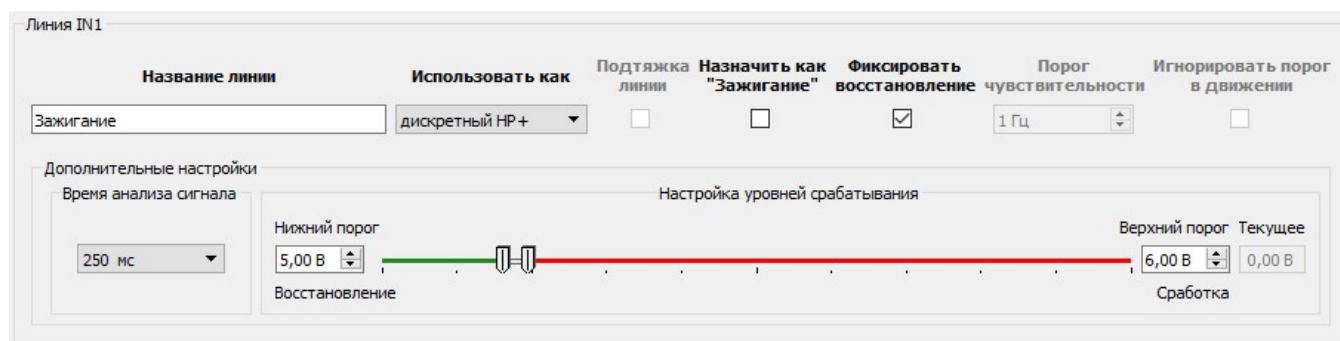 Линия IN1
Название линии
Использовать как
Подтяжка линии
Назначить как "Зажигание"
Фиксировать восстановление
Порог чувствительности
Игнорировать порог в движении
Зажигание
дискретный НР+
1 Гц
Дополнительные настройки
Время анализа сигнала
250 мс
Настройка уровней срабатывания
Нижний порог
Верхний порог
Текущее
5,00 В
6,00 В
0,00 В
Восстановление
Сработка